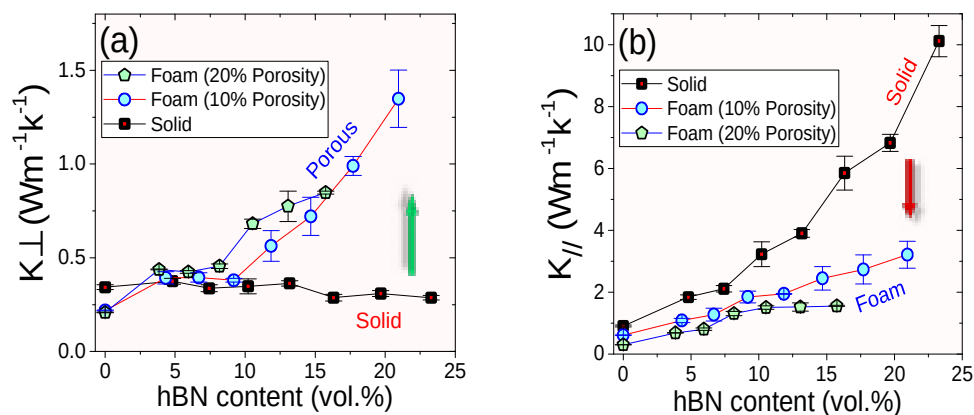 (a)
Foam (20% Porosity)
Foam (10% Porosity)
Solid
Porous
Solid
K⊥ (Wm⁻¹k⁻¹)
0.0
0.5
1.0
1.5
0 5 10 15 20 25
hBN content (vol.%)
(b)
Solid
Foam (10% Porosity)
Foam (20% Porosity)
Solid
Foam
K// (Wm⁻¹k⁻¹)
10
8
6
4
2
0
0 5 10 15 20 25
hBN content (vol.%)